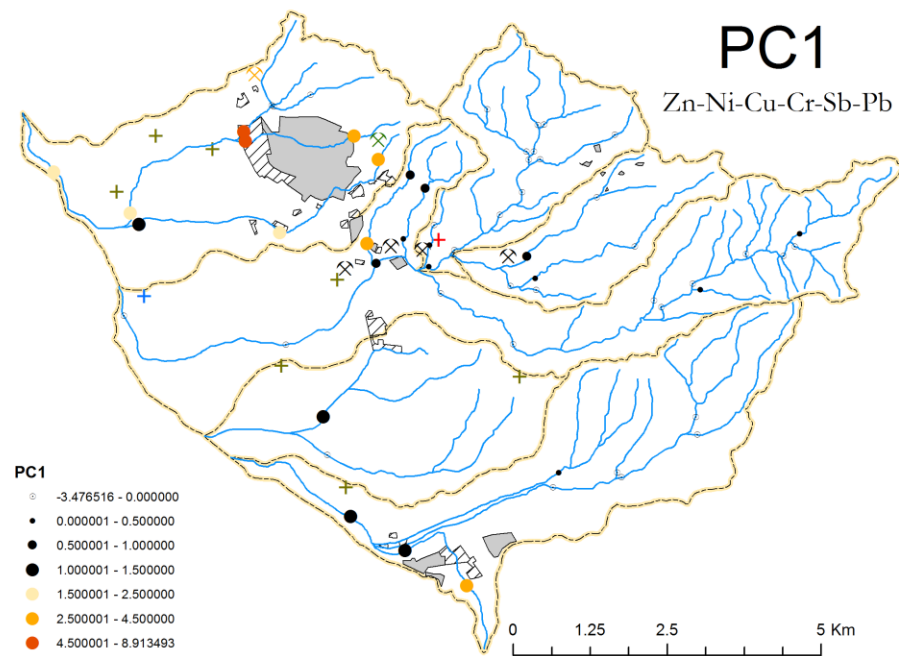 PC1
Zn-Ni-Cu-Cr-Sb-Pb
PC1
-3.476516 - 0.000000
0.000001 - 0.500000
0.500001 - 1.000000
1.000001 - 1.500000
1.500001 - 2.500000
2.500001 - 4.500000
4.500001 - 8.913493
0 1.25 2.5 5 Km